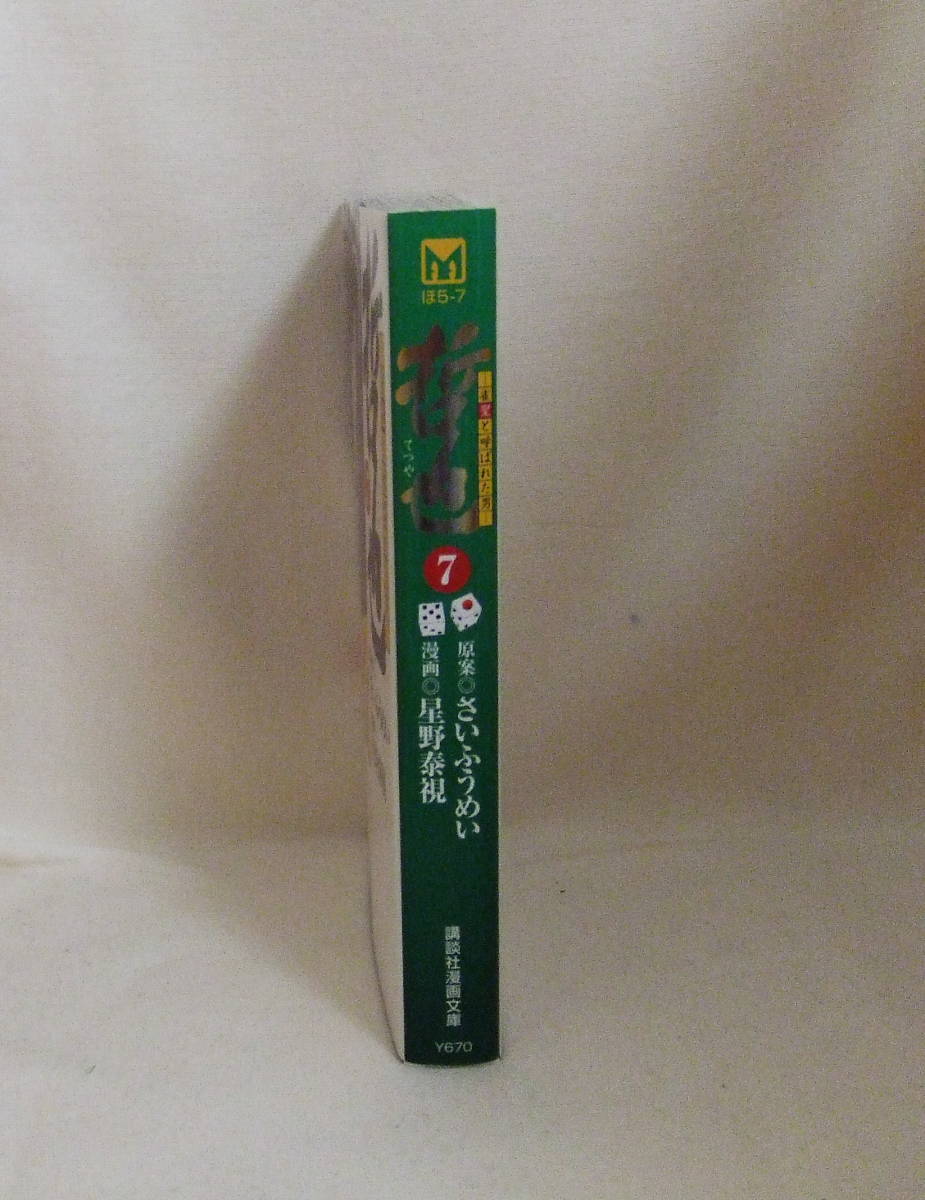 ほ5-7
哲也
てつや
―雀聖と呼ばれた男―
7
原案◎さいふうめい
漫画◎星野泰視
講談社漫画文庫
Y670